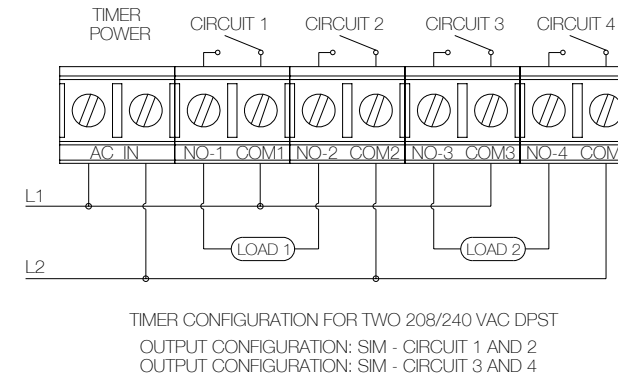 TIMER
POWER
CIRCUIT 1
CIRCUIT 2
CIRCUIT 3
CIRCUIT 4
AC IN
NO-1 COM1
NO-2 COM2
NO-3 COM3
NO-4 COM
L1
LOAD 1
LOAD 2
L2
TIMER CONFIGURATION FOR TWO 208/240 VAC DPST
OUTPUT CONFIGURATION: SIM - CIRCUIT 1 AND 2
OUTPUT CONFIGURATION: SIM - CIRCUIT 3 AND 4